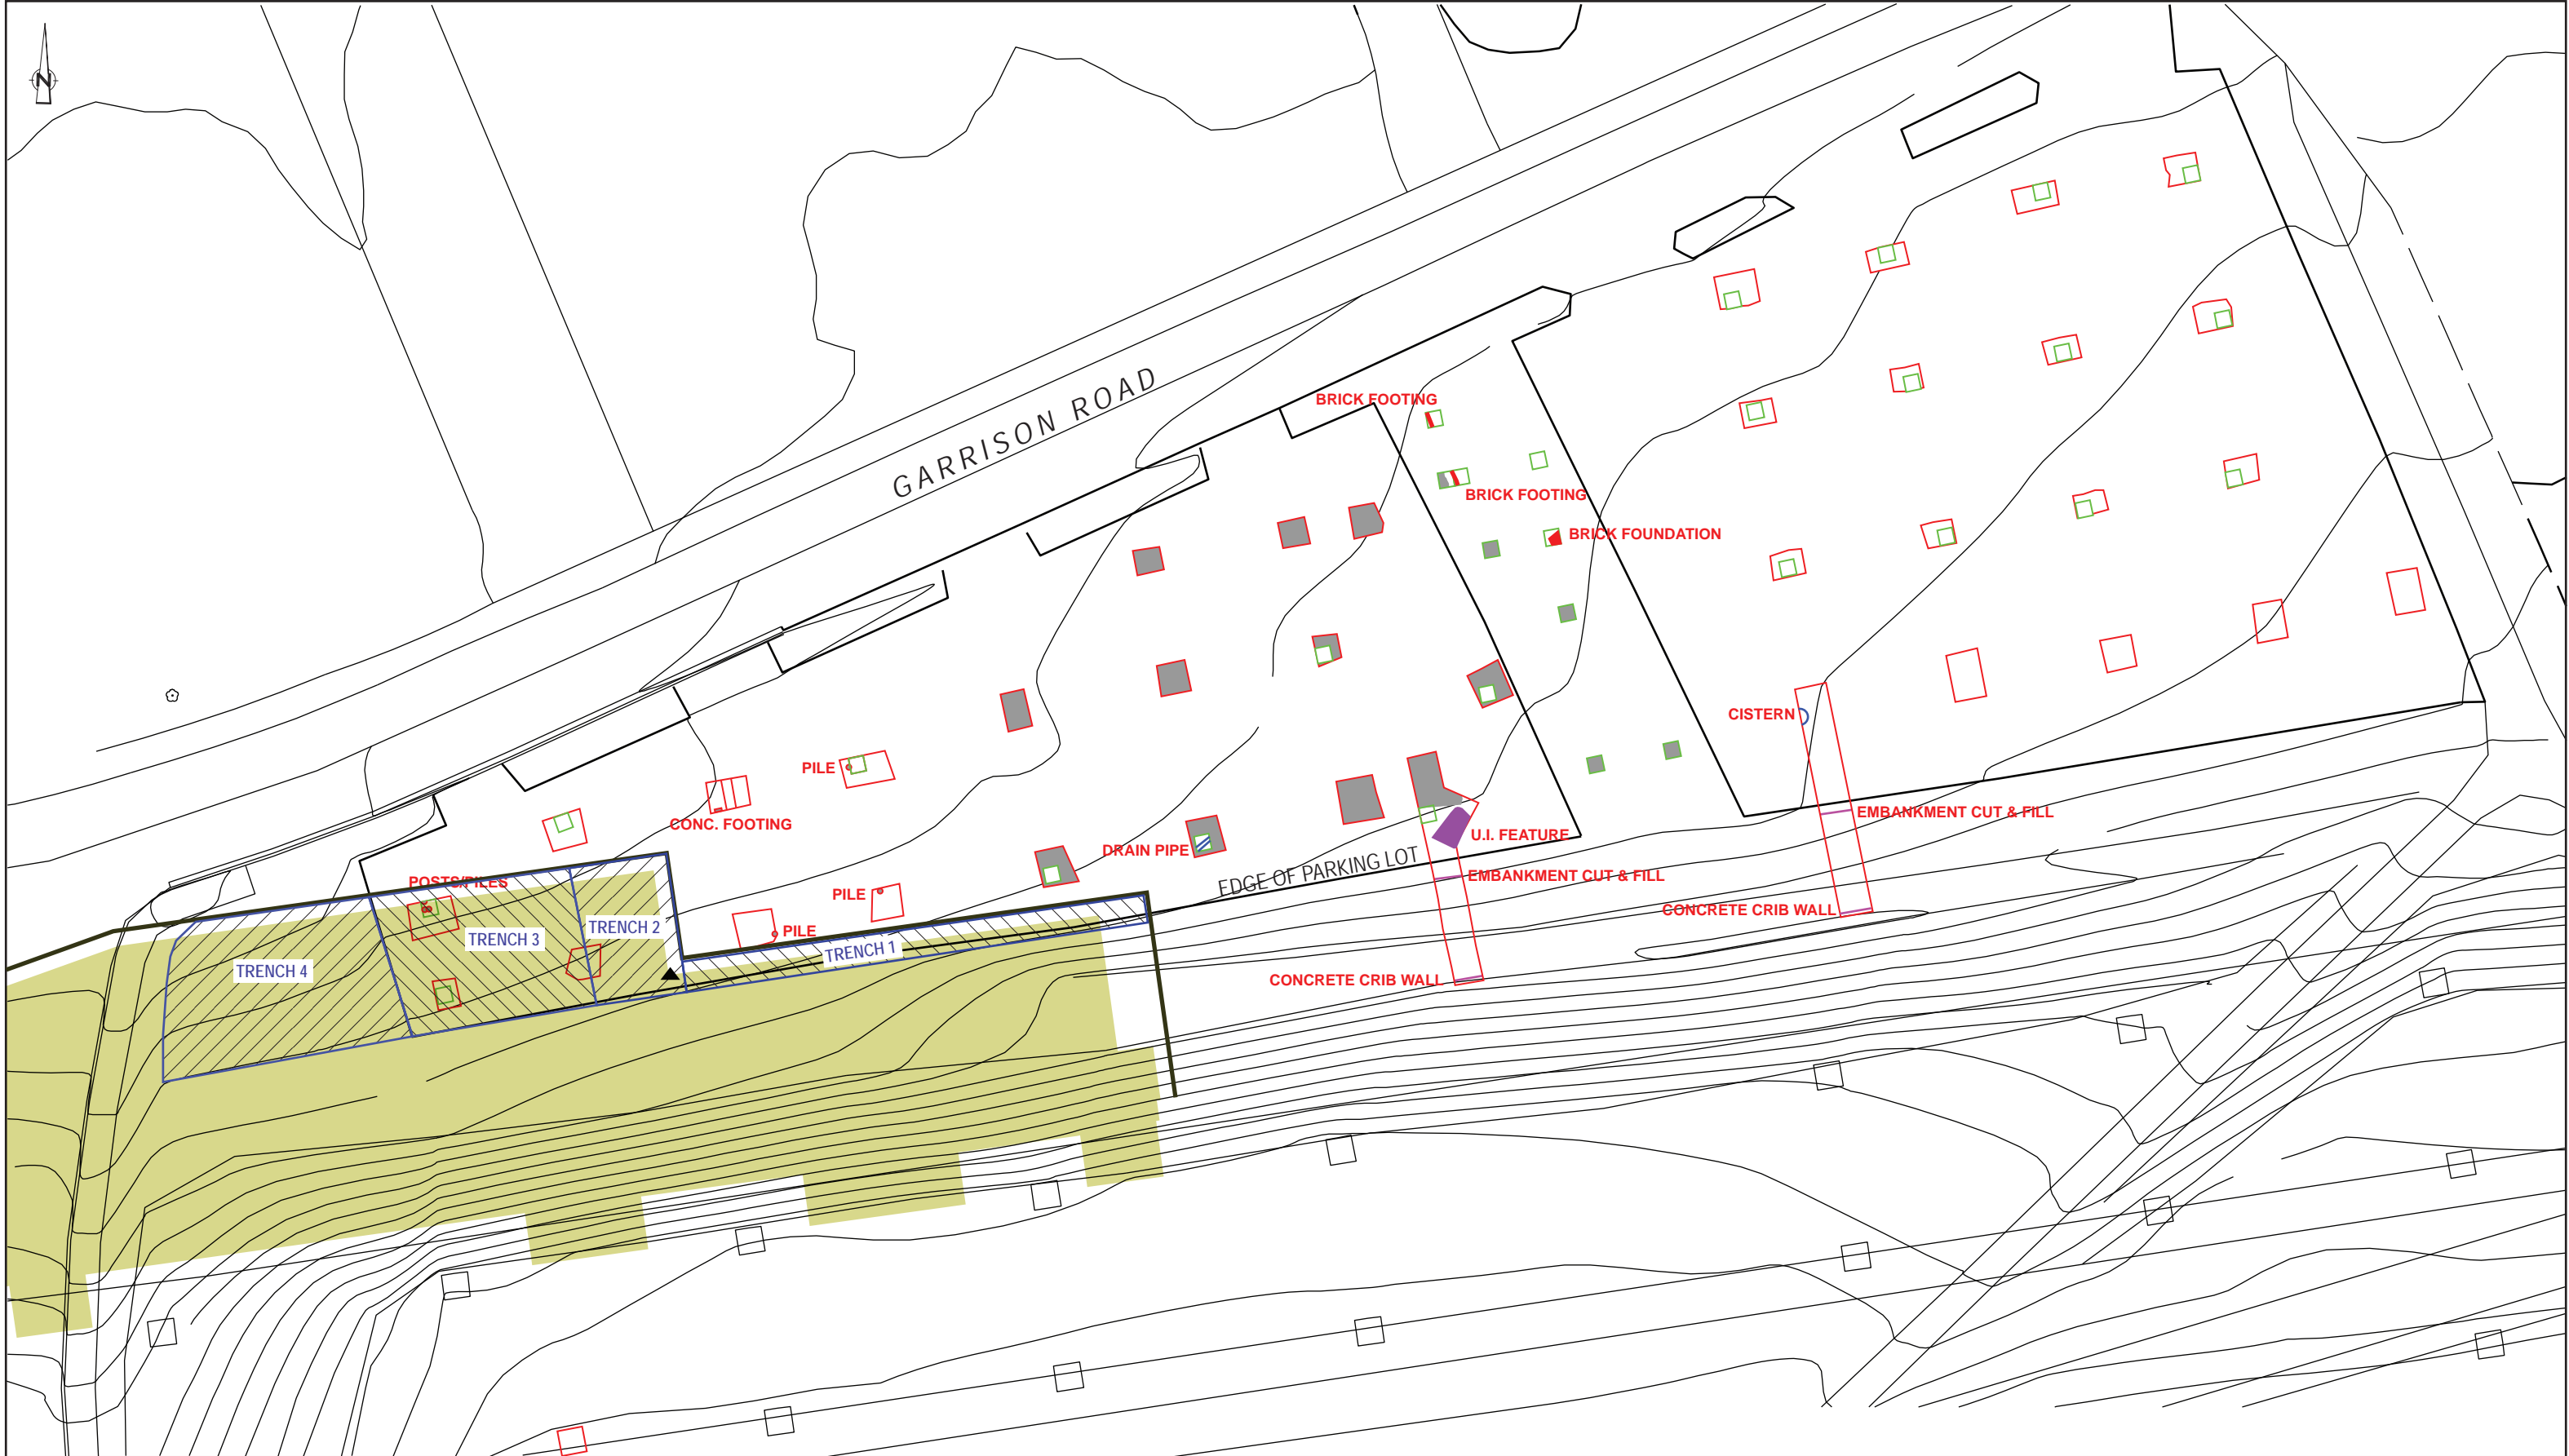 N
GARRISON ROAD
BRICK FOOTING
BRICK FOOTING
BRICK FOUNDATION
CISTERN
PILE
EMBANKMENT CUT & FILL
CONC. FOOTING
U.I. FEATURE
DRAIN PIPE
EDGE OF PARKING LOT
EMBANKMENT CUT & FILL
POSTS/PILES
PILE
CONCRETE CRIB WALL
TRENCH 2
PILE
TRENCH 3
TRENCH 1
TRENCH 4
CONCRETE CRIB WALL